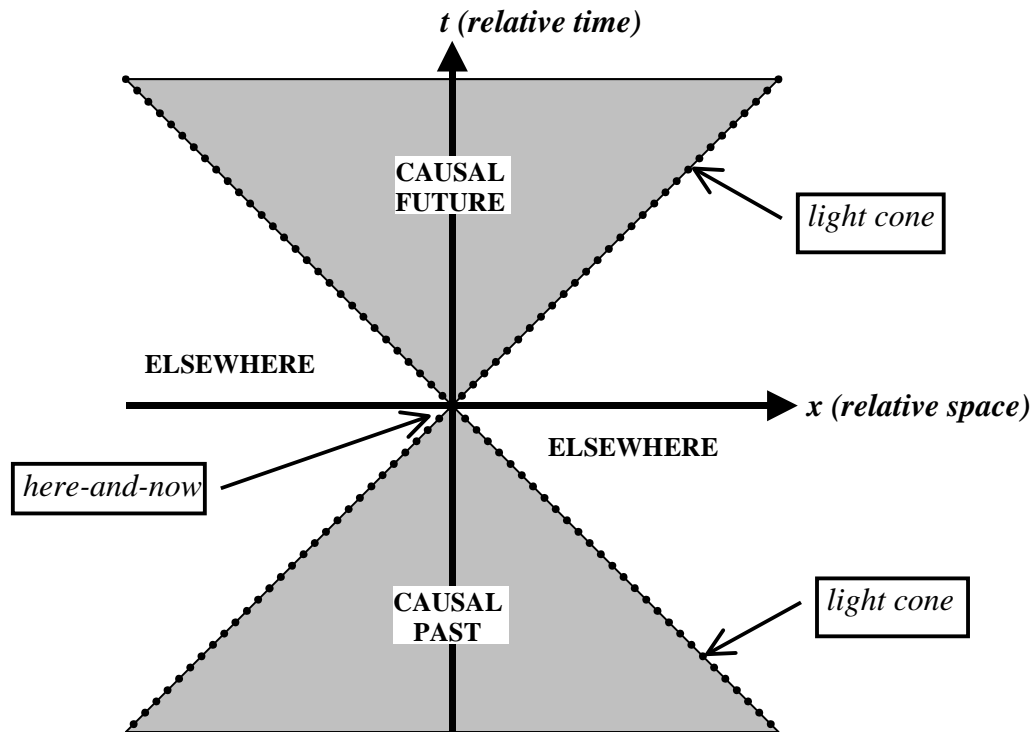 t (relative time)
CAUSAL
FUTURE
light cone
ELSEWHERE
x (relative space)
ELSEWHERE
here-and-now
CAUSAL
PAST
light cone